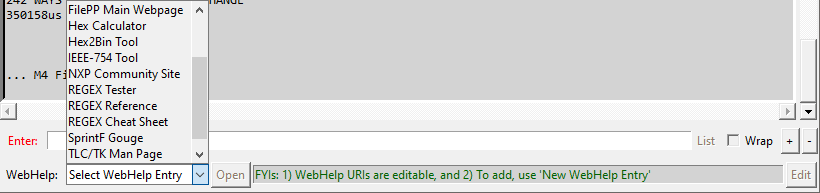 242 WAYS
HANGE
FilePP Main Webpage
350158us
Hex Calculator
Hex2Bin Tool
IEEE-754 Tool
... M4 Fi
NXP Community Site
REGEX Tester
REGEX Reference
REGEX Cheat Sheet
SprintF Gouge
TLC/TK Man Page
Enter:
List
Wrap
+
-
WebHelp:
Select WebHelp Entry
Open
FYIs: 1) WebHelp URIs are editable, and 2) To add, use 'New WebHelp Entry'
Edit